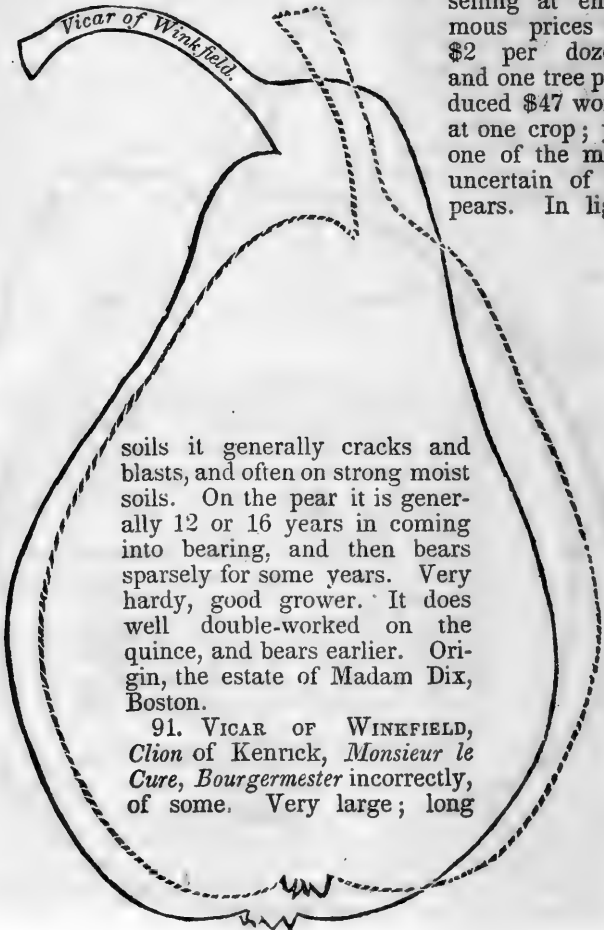 Vicar of Winkfield.
selling at en
mous prices
$2 per doze
and one tree p
duced $47 wor
at one crop;
one of the m
uncertain of
pears. In lig
soils it generally cracks and
blasts, and often on strong moist
soils. On the pear it is gener-
ally 12 or 16 years in coming
into bearing, and then bears
sparsely for some years. Very
hardy, good grower. It does
well double-worked on the
quince, and bears earlier. Ori-
gin, the estate of Madam Dix,
Boston.
91. VICAR OF WINKFIELD,
Clion of Kenrick, Monsieur le
Cure, Bourgermester incorrectly,
of some. Very large; long